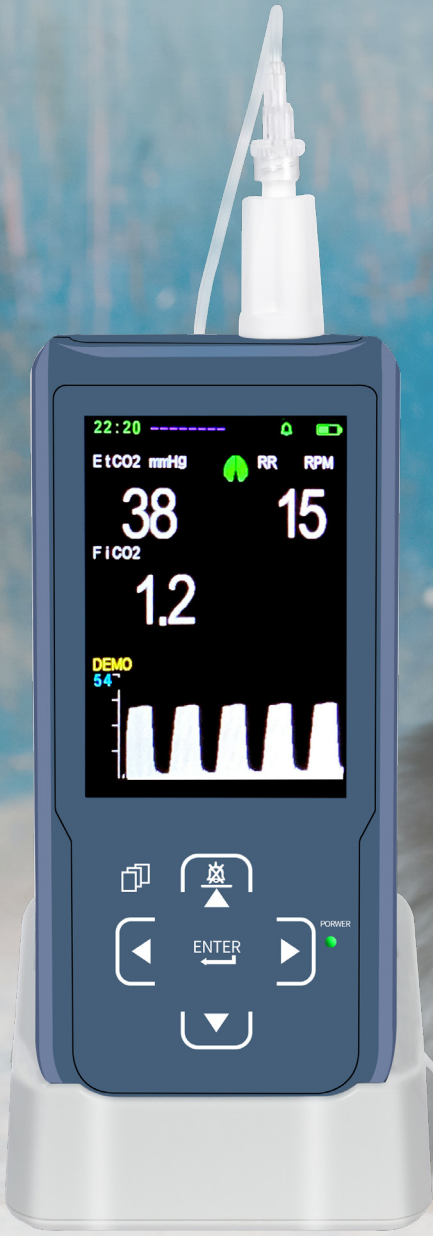 22:20 --------
EtCO2 mmHg RR RPM
38 15
FiCO2
1.2
DEMO
54
PORWER
ENTER